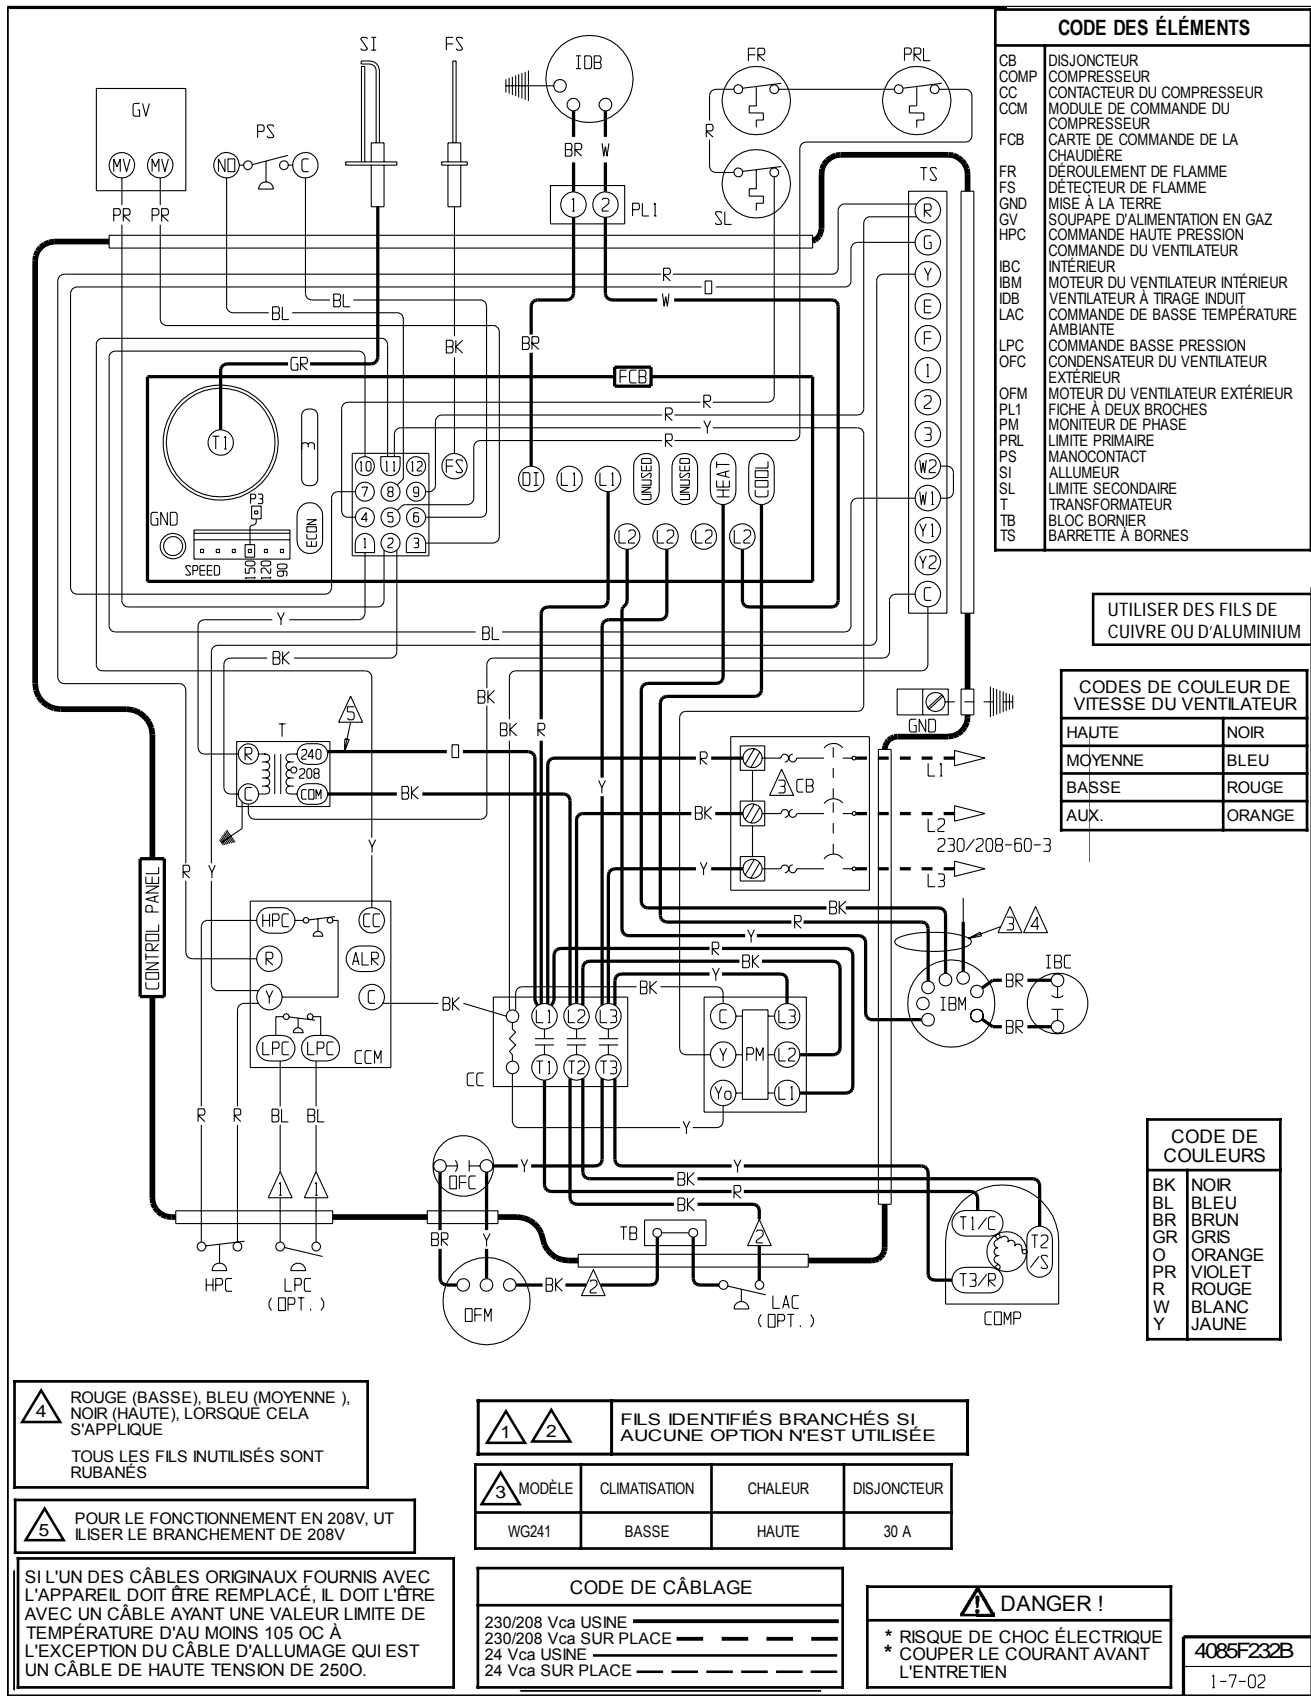 CODE DES ÉLÉMENTS
CB DISJONCTEUR
COMP COMPRESSEUR
CC CONTACTEUR DU COMPRESSEUR
CCM MODULE DE COMMANDE DU
COMPRESSEUR
FCB CARTE DE COMMANDE DE LA
CHAUDIÈRE
FR DÉROULEMENT DE FLAMME
FS DÉTECTEUR DE FLAMME
GND MISE À LA TERRE
GV SOUPAPE D'ALIMENTATION EN GAZ
HPC COMMANDE HAUTE PRESSION
COMMANDE DU VENTILATEUR
IBC INTÉRIEUR
IBM MOTEUR DU VENTILATEUR INTÉRIEUR
IDB VENTILATEUR À TIRAGE INDUIT
LAC COMMANDE DE BASSE TEMPÉRATURE
AMBIANTE
LPC COMMANDE BASSE PRESSION
OFC CONDENSATEUR DU VENTILATEUR
EXTÉRIEUR
OFM MOTEUR DU VENTILATEUR EXTÉRIEUR
PL1 FICHE À DEUX BROCHES
PM MONITEUR DE PHASE
PRL LIMITE PRIMAIRE
PS MANOCONTACT
SI ALLUMEUR
SL LIMITE SECONDAIRE
T TRANSFORMATEUR
TB BLOC BORNIER
TS BARRETTE À BORNES
SI
FS
IDB
FR
PRL
GV
PS
MV MV
NO C
R
BR W
1 2 PL1
SL
TS
PR PR
R
G
Y
E
F
1
2
3
W2
W1
Y1
Y2
C
R
O
BL
BL
W
BK
BR
GR
FCB
R
R
Y
R
T1
3
10 11 12
7 8 9
4 5 6
1 2 3
FS
OI L1 L1 UNUSED UNUSED HEAT COOL
L2 L2 L2 L2
P3
GND
ECON
SPEED 150 120 90
Y
BL
BK
BK
BK R
UTILISER DES FILS DE
CUIVRE OU D'ALUMINIUM
CODES DE COULEUR DE
VITESSE DU VENTILATEUR
HAUTE NOIR
MOYENNE BLEU
BASSE ROUGE
AUX. ORANGE
GND
5
T
R 240
208
C COM
O
BK
Y
R
3 CB
BK
Y
L1
L2
230/208-60-3
L3
Y
R Y
CONTROL PANEL
HPC CC
R ALR
Y C
LPC LPC
CCM
BK
BK
R
Y
R
BK
Y
BK
3 4
IBC
BR
IBM
BR
L1 L2 L3
T1 T2 T3
CC
C L3
Y PM L2
Yo L1
Y
R R BL BL
1 1
OFC
Y
Y
BK
R
BK
TB
2
BR Y
BK 2
HPC
LPC
(OPT.)
OFM
LAC
(OPT.)
T1/C
T2
/S
T3/R
COMP
CODE DE
COULEURS
BK NOIR
BL BLEU
BR BRUN
GR GRIS
O ORANGE
PR VIOLET
R ROUGE
W BLANC
Y JAUNE
4 ROUGE (BASSE), BLEU (MOYENNE ),
NOIR (HAUTE), LORSQUE CELA
S'APPLIQUE
TOUS LES FILS INUTILISÉS SONT
RUBANÉS
1 2 FILS IDENTIFIÉS BRANCHÉS SI
AUCUNE OPTION N'EST UTILISÉE
3 MODÈLE CLIMATISATION CHALEUR DISJONCTEUR
WG241 BASSE HAUTE 30 A
5 POUR LE FONCTIONNEMENT EN 208V, UT
ILISER LE BRANCHEMENT DE 208V
SI L'UN DES CÂBLES ORIGINAUX FOURNIS AVEC
L'APPAREIL DOIT ÊTRE REMPLACÉ, IL DOIT L'ÊTRE
AVEC UN CÂBLE AYANT UNE VALEUR LIMITE DE
TEMPÉRATURE D'AU MOINS 105 OC À
L'EXCEPTION DU CÂBLE D'ALLUMAGE QUI EST
UN CÂBLE DE HAUTE TENSION DE 250O.
CODE DE CÂBLAGE
230/208 Vca USINE
230/208 Vca SUR PLACE
24 Vca USINE
24 Vca SUR PLACE
DANGER !
* RISQUE DE CHOC ÉLECTRIQUE
* COUPER LE COURANT AVANT
L'ENTRETIEN
4085F232B
1-7-02